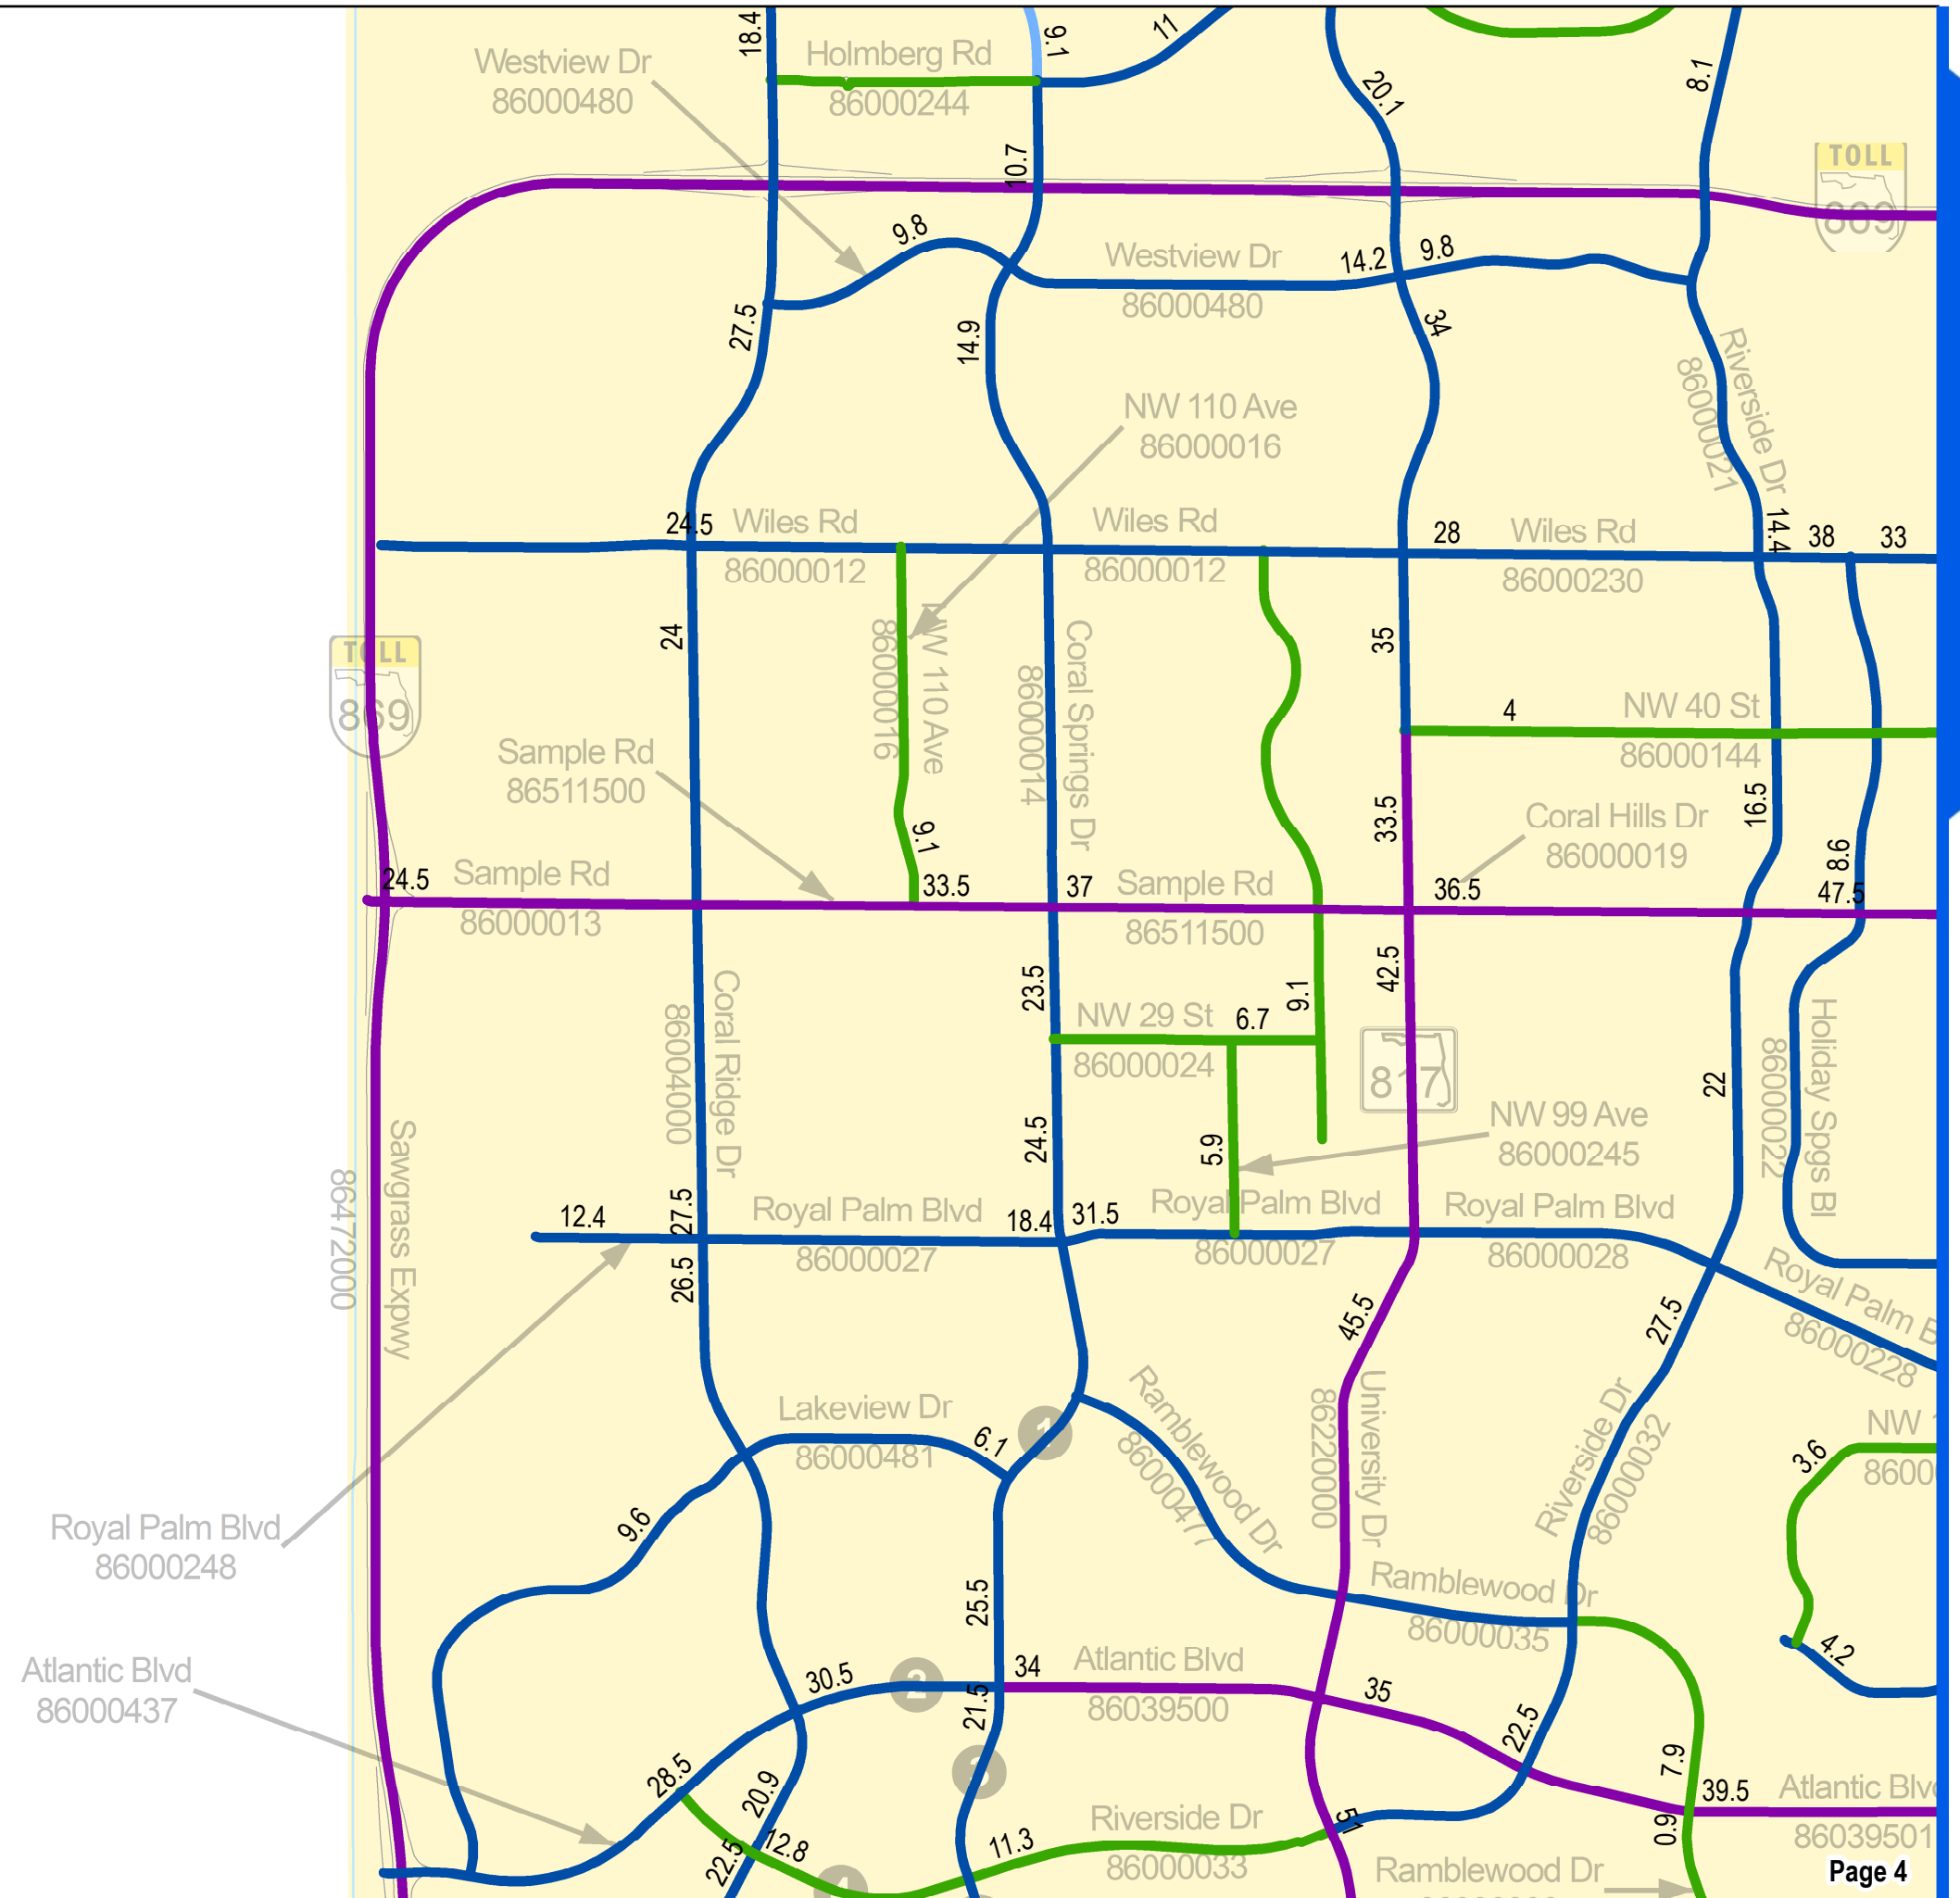 18.4
9.1
11
Westview Dr
86000480
Holmberg Rd
86000244
20.1
8.1
10.7
TOLL
869
9.8
Westview Dr
86000480
14.2
9.8
27.5
14.9
34
Riverside Dr
86000021
NW 110 Ave
86000016
24.5
Wiles Rd
86000012
Wiles Rd
86000012
28
Wiles Rd
86000230
14.4
38
33
24
NW 110 Ave
86000016
Coral Springs Dr
86000014
35
TOLL
869
4
NW 40 St
86000144
Sample Rd
86511500
9.1
33.5
16.5
Coral Hills Dr
86000019
8.6
24.5
Sample Rd
86000013
33.5
37
Sample Rd
86511500
36.5
47.5
23.5
42.5
9.1
Coral Ridge Dr
86004000
NW 29 St
6.7
86000024
817
22
Holiday Spgs Bl
86000022
24.5
5.9
NW 99 Ave
86000245
Sawgrass Expwy
86472000
12.4
27.5
Royal Palm Blvd
86000027
18.4
31.5
Royal Palm Blvd
86000027
Royal Palm Blvd
86000028
26.5
45.5
27.5
Royal Palm B
86000228
Lakeview Dr
86000481
6.1
1
Ramblewood Dr
86000477
University Dr
86220000
Riverside Dr
86000032
NW 1
8600
3.6
9.6
Royal Palm Blvd
86000248
25.5
Ramblewood Dr
86000035
4.2
Atlantic Blvd
86000437
30.5
2
34
Atlantic Blvd
86039500
35
21.5
22.5
28.5
20.9
3
7.9
39.5
Atlantic Blv
86039501
51
0.9
22.5
12.8
11.3
Riverside Dr
86000033
4
Ramblewood Dr
Page 4